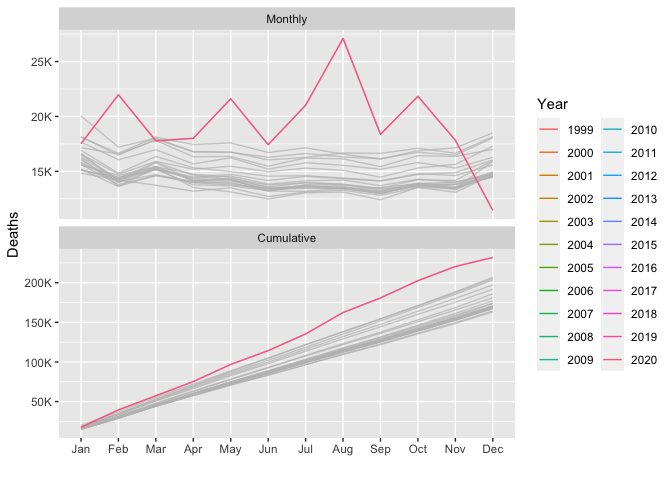 Monthly
25K
20K
15K
Deaths
Cumulative
200K
150K
100K
50K
Jan Feb Mar Apr May Jun Jul Aug Sep Oct Nov Dec
Year
1999 2010
2000 2011
2001 2012
2002 2013
2003 2014
2004 2015
2005 2016
2006 2017
2007 2018
2008 2019
2009 2020